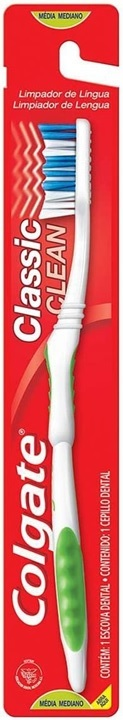 MÉDIA MEDIANO
Limpador de Língua
Limpiador de Lengua
Colgate®
Classic
CLEAN
CONTÉM: 1 ESCOVA DENTAL • CONTENIDO: 1 CEPILLO DENTAL
MÉDIA MEDIANO